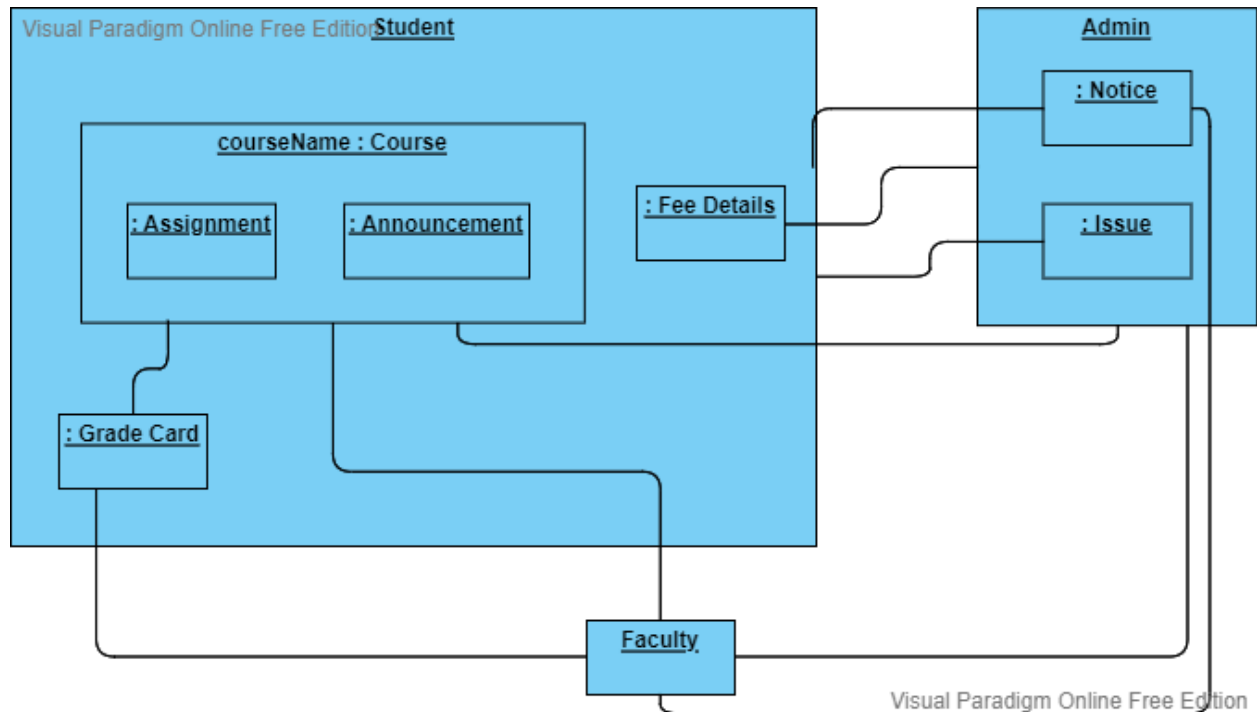 Visual Paradigm Online Free Edition
Student
Admin
: Notice
courseName : Course
: Assignment
: Announcement
: Fee Details
: Issue
: Grade Card
Faculty
Visual Paradigm Online Free Edition